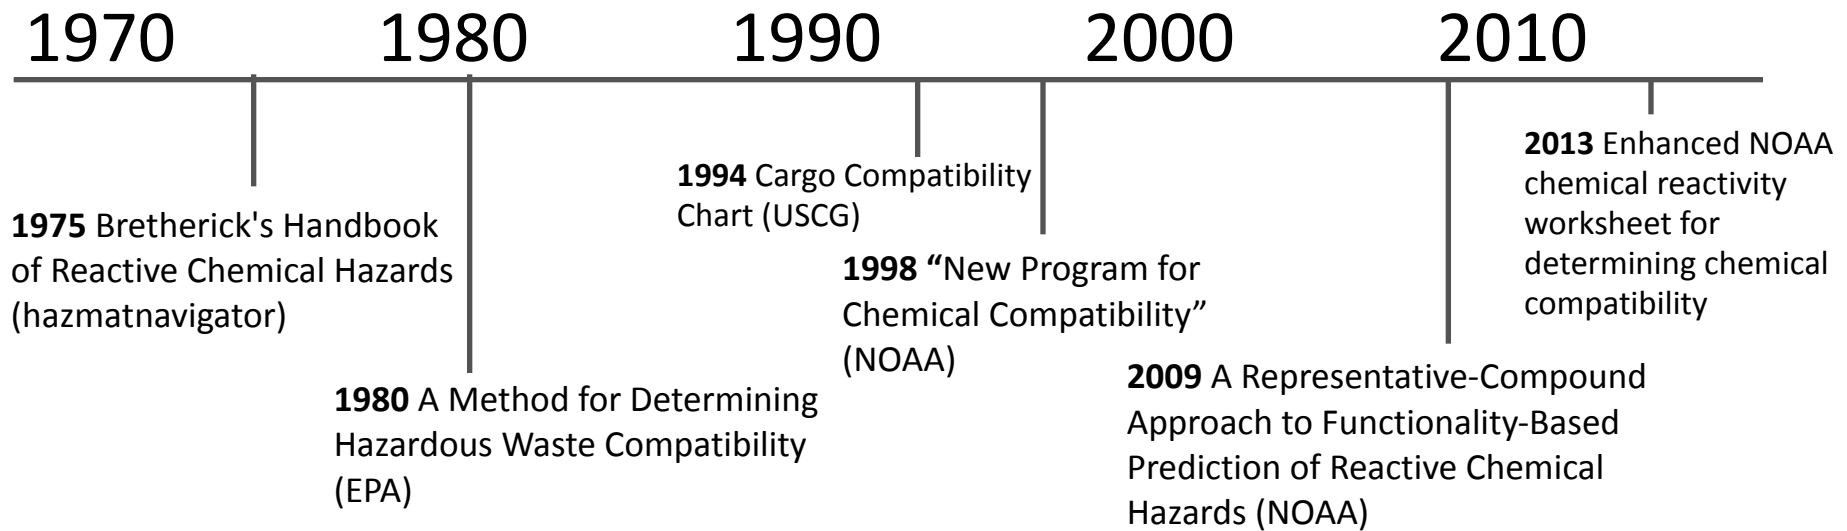 1970
1980
1990
2000
2010
1975 Bretherick's Handbook
of Reactive Chemical Hazards
(hazmatnavigator)
1980 A Method for Determining
Hazardous Waste Compatibility
(EPA)
1994 Cargo Compatibility
Chart (USCG)
1998 “New Program for
Chemical Compatibility”
(NOAA)
2009 A Representative-Compound
Approach to Functionality-Based
Prediction of Reactive Chemical
Hazards (NOAA)
2013 Enhanced NOAA
chemical reactivity
worksheet for
determining chemical
compatibility